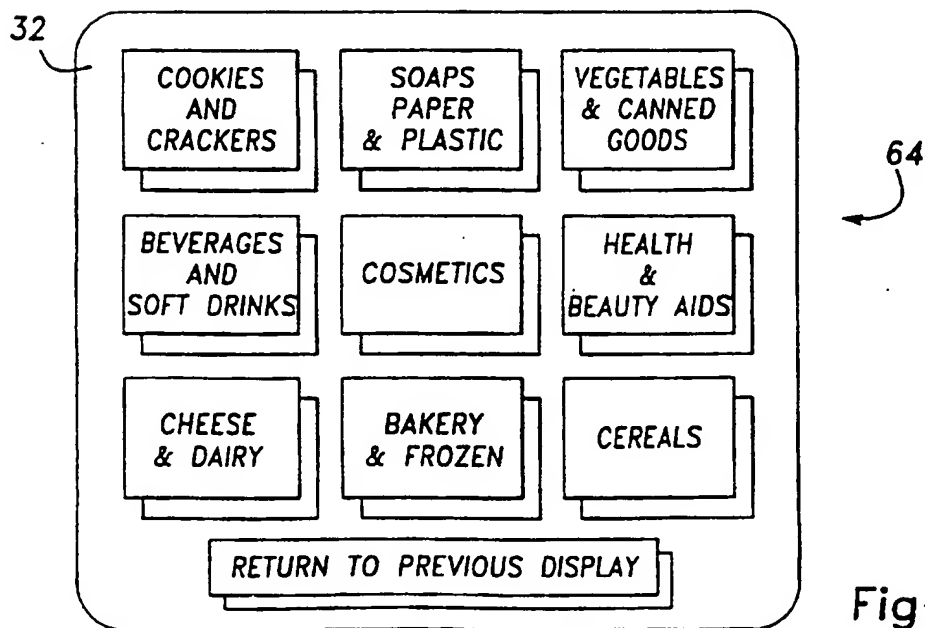 32
COOKIES
AND
CRACKERS
SOAPS
PAPER
& PLASTIC
VEGETABLES
& CANNED
GOODS
64
BEVERAGES
AND
SOFT DRINKS
COSMETICS
HEALTH
&
BEAUTY AIDS
CHEESE
& DAIRY
BAKERY
& FROZEN
CEREALS
RETURN TO PREVIOUS DISPLAY
Fig